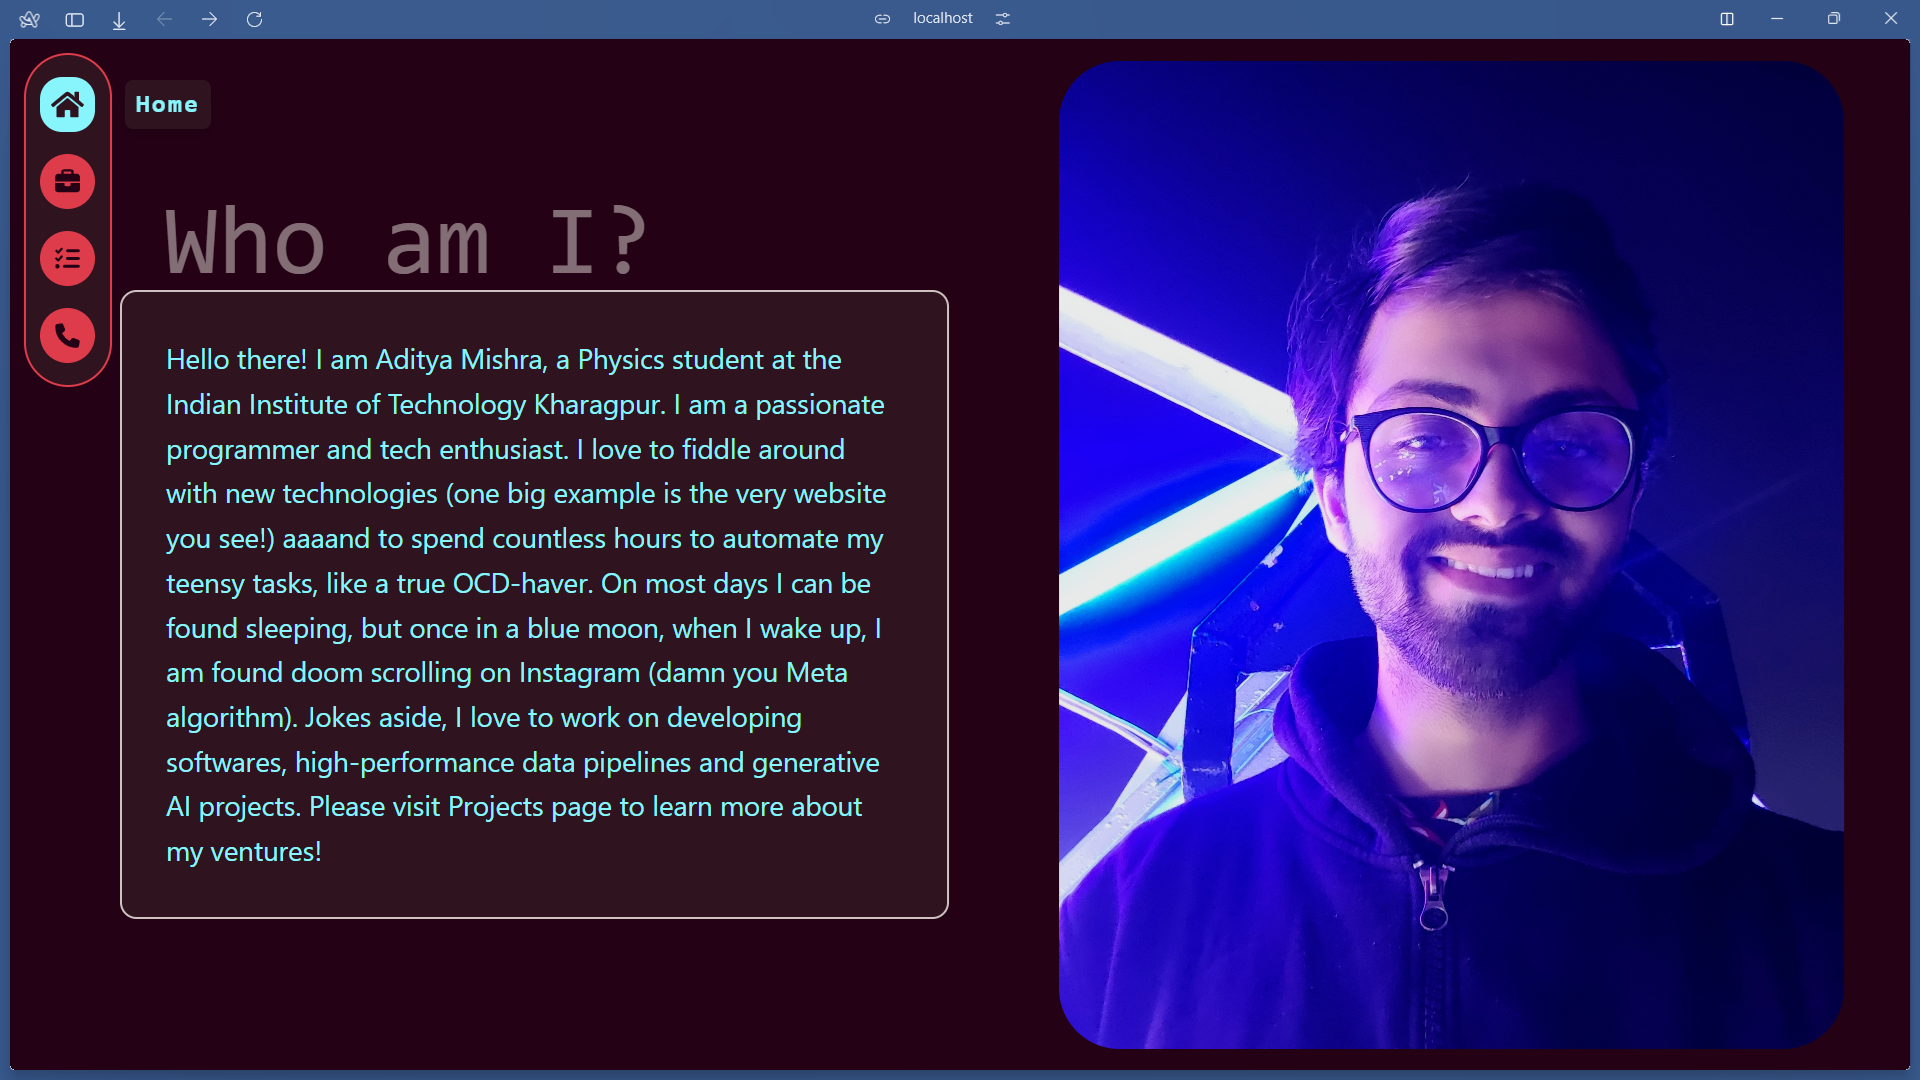 localhost
Home
Who am I?
Hello there! I am Aditya Mishra, a Physics student at the
Indian Institute of Technology Kharagpur. I am a passionate
programmer and tech enthusiast. I love to fiddle around
with new technologies (one big example is the very website
you see!) aaaand to spend countless hours to automate my
teensy tasks, like a true OCD-haver. On most days I can be
found sleeping, but once in a blue moon, when I wake up, I
am found doom scrolling on Instagram (damn you Meta
algorithm). Jokes aside, I love to work on developing
softwares, high-performance data pipelines and generative
AI projects. Please visit Projects page to learn more about
my ventures!